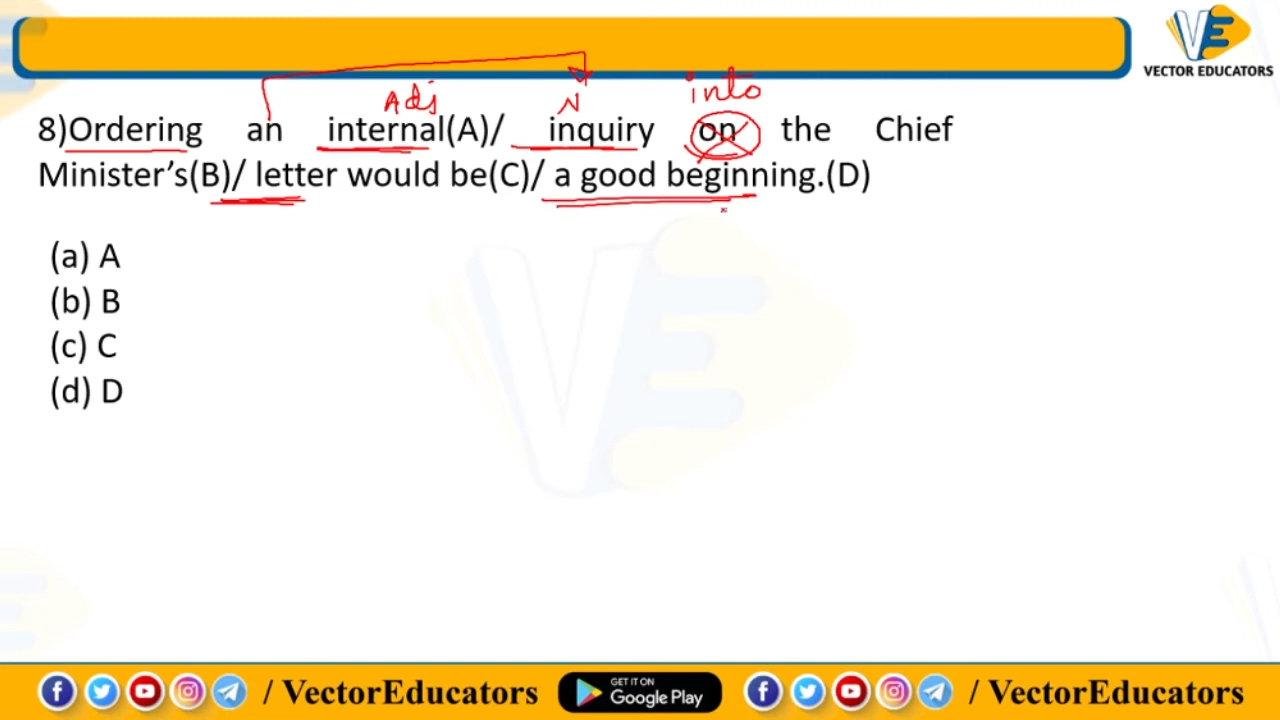 VECTOR EDUCATORS
Adj N into
8)Ordering an internal(A)/ inquiry on the Chief
Minister's(B)/ letter would be(C)/ a good beginning.(D)
(a) A
(b) B
(c) C
(d) D
/ VectorEducators GET IT ON Google Play / VectorEducators